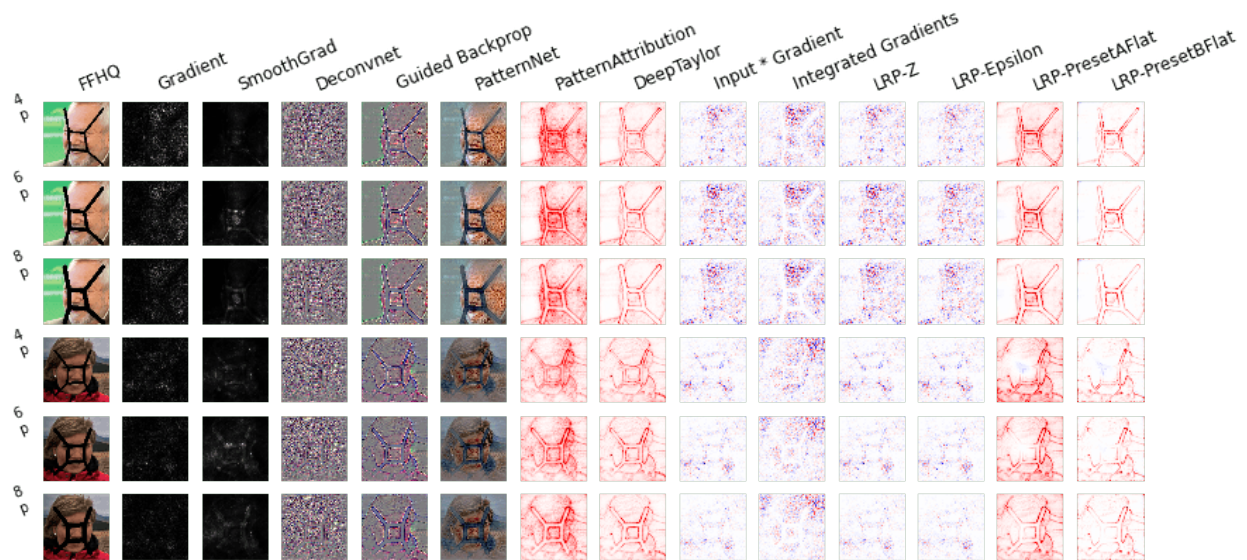 FFHQ
Gradient
SmoothGrad
Deconvnet
Guided Backprop
PatternNet
PatternAttribution
DeepTaylor
Input * Gradient
Integrated Gradients
LRP-Z
LRP-Epsilon
LRP-PresetAFlat
LRP-PresetBFlat
4
p
6
p
8
p
4
p
6
p
8
p